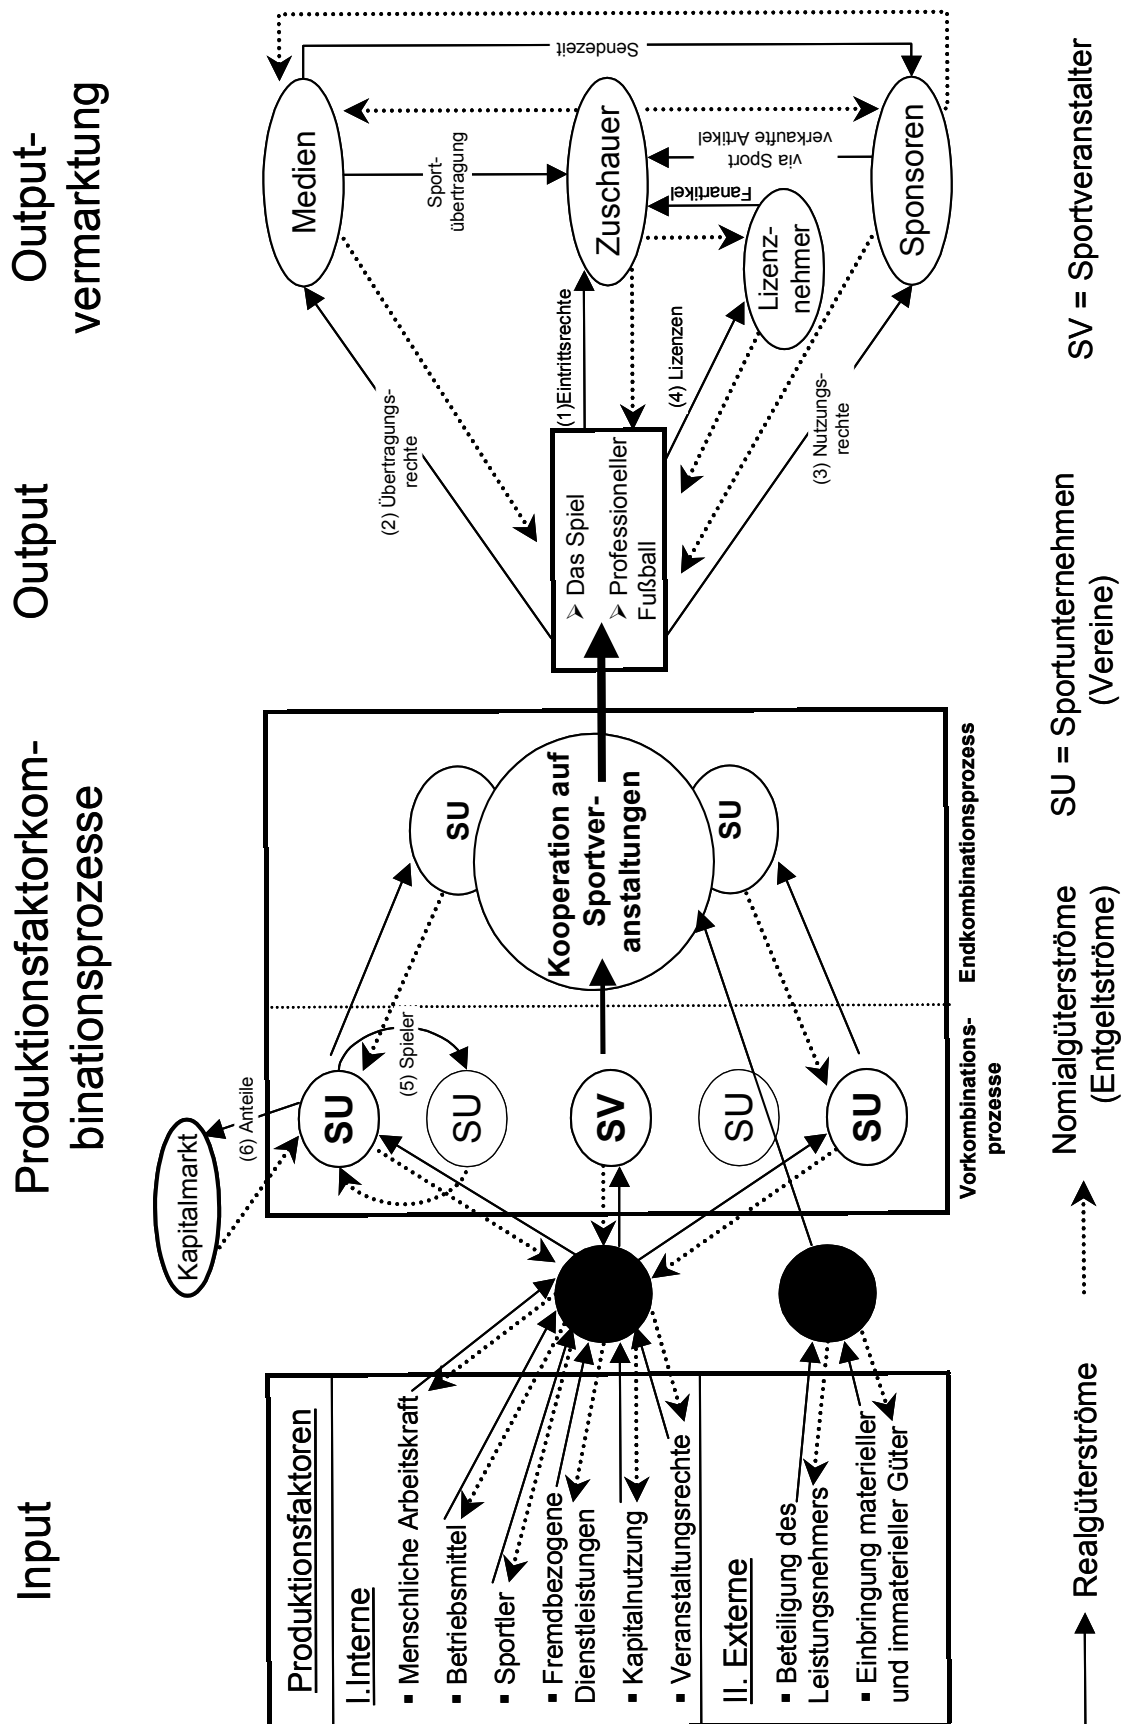 Input
Produktionsfaktorkom-
binationsprozesse
Output
Output-
vermarktung
Produktionsfaktoren
I.Interne
▪ Menschliche Arbeitskraft
▪ Betriebsmittel
▪ Sportler
▪ Fremdbezogene
Dienstleistungen
▪ Kapitalnutzung
▪ Veranstaltungsrechte
II. Externe
▪ Beteiligung des
Leistungsnehmers
▪ Einbringung materieller
und immaterieller Güter
Kapitalmarkt
(6) Anteile
SU
(5) Spieler
SU
SV
SU
SU
Vorkombinations-
prozesse
SU
Kooperation auf
Sportver-
anstaltungen
SU
Endkombinationsprozess
➢ Das Spiel
➢ Professioneller
Fußball
(2) Übertragungs-
rechte
(1)Eintrittsrechte
(4) Lizenzen
(3) Nutzungs-
rechte
Medien
Sport-
übertragung
Zuschauer
Fanartikel
via Sport
verkaufte Artikel
Lizenz-
nehmer
Sponsoren
Sendezeit
Realgüterströme
Nomialgüterströme
(Entgeltströme)
SU = Sportunternehmen
(Vereine)
SV = Sportveranstalter